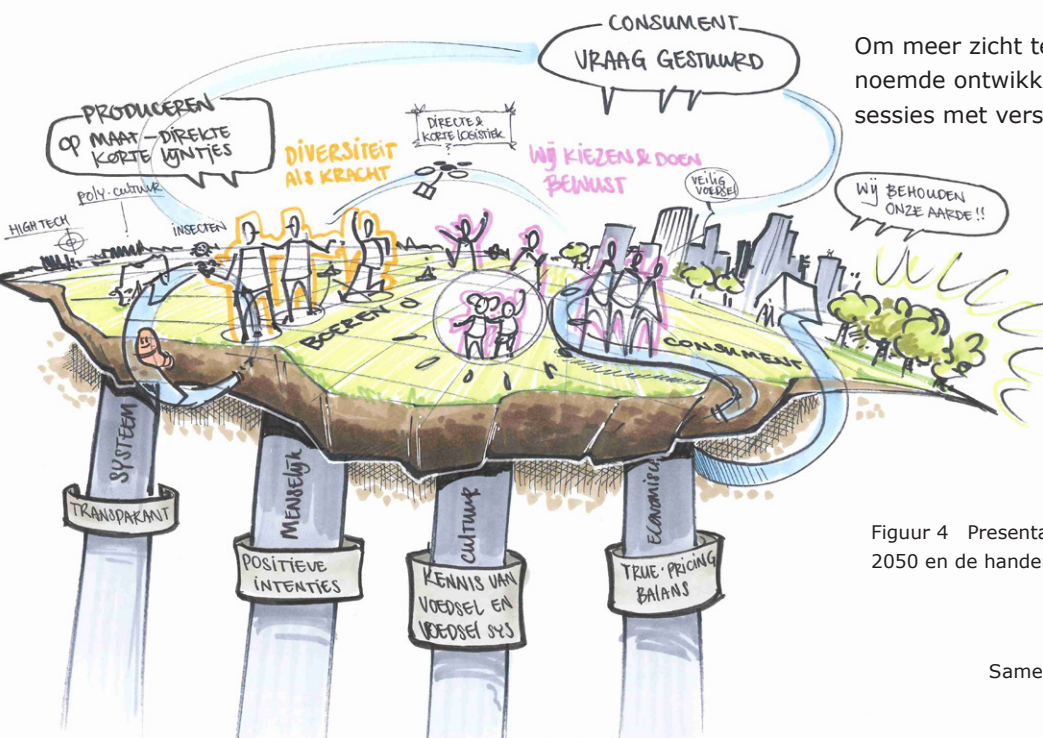 CONSUMENT
VRAAG GESTUURD
Om meer zicht te
noemde ontwikk
sessies met vers
PRODUCEREN
OP MAAT - DIREKTE
KORTE LIJNTJES
DIRECTE &
KORTE LOGISTIEK
DIVERSITEIT
ALS KRACHT
WIJ KIEZEN & DOEN
BEWUST
VEILIG
VOEDSEL
WIJ BEHOUDEN
ONZE AARDE!!
POLY-CULTUUR
HIGH TECH
INSECTEN
BOEREN
CONSUMENT
SYSTEEM
TRANSPARANT
MENSELIJK
POSITIEVE
INTENTIES
CULTUUR
KENNIS VAN
VOEDSEL EN
VOEDSEL SYS
ECONOMISCH
TRUE-PRICING
BALANS
Figuur 4 Presenta
2050 en de hande
Same